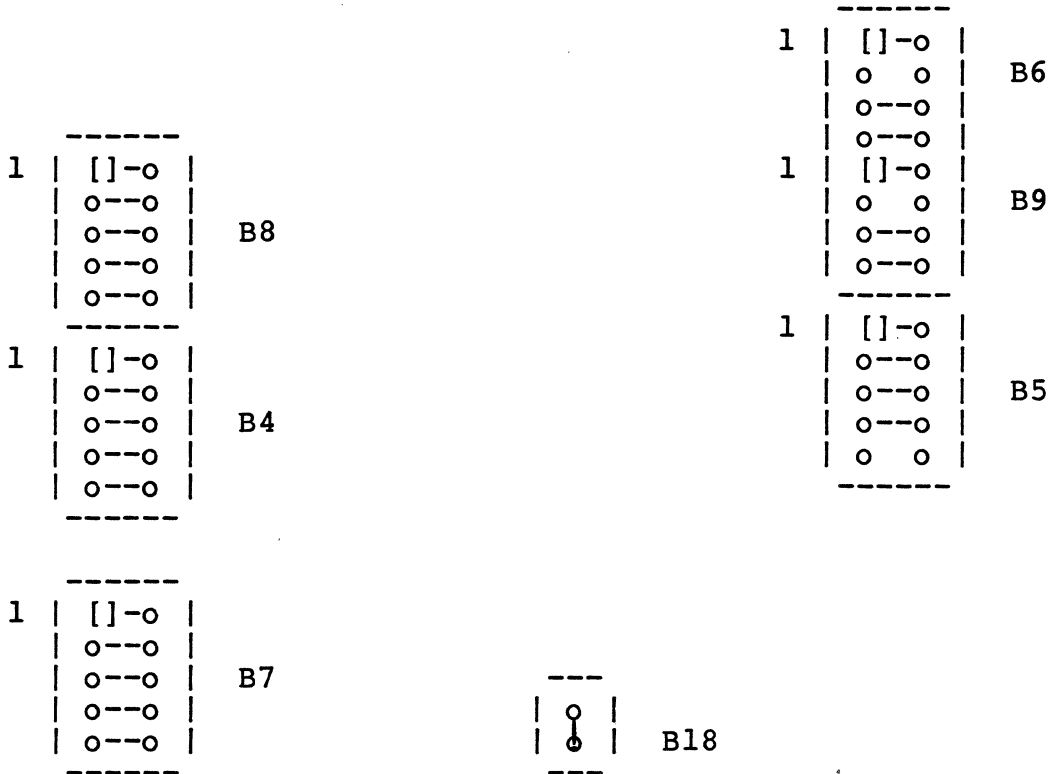 ------
1 | []-o |
| o  o | B6
| o--o |
| o--o |
1 | []-o |
| o  o | B9
| o--o |
| o--o |
------
1 | []-o |
| o--o |
| o--o | B5
| o--o |
| o  o |
------
------
1 | []-o |
| o--o |
| o--o | B8
| o--o |
| o--o |
------
1 | []-o |
| o--o |
| o--o | B4
| o--o |
| o--o |
------
------
1 | []-o |
| o--o |
| o--o | B7
| o--o |
| o--o |
------
---
| o |
| o | B18
---